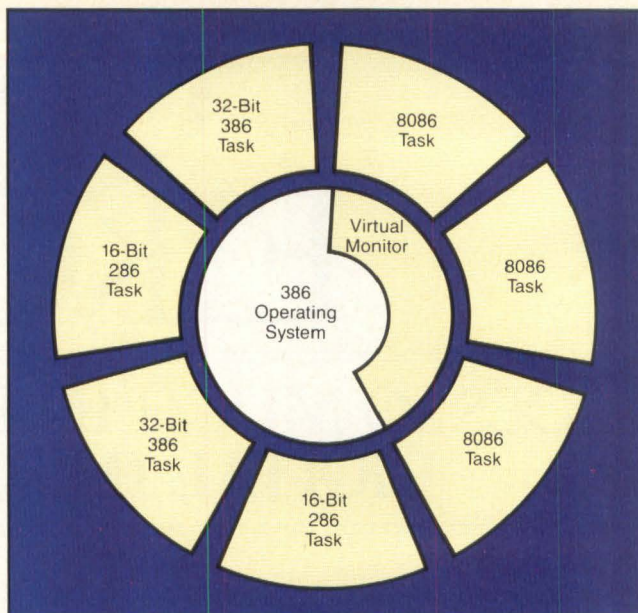 32-Bit
386
Task
8086
Task
16-Bit
286
Task
Virtual
Monitor
8086
Task
386
Operating
System
32-Bit
386
Task
8086
Task
16-Bit
286
Task